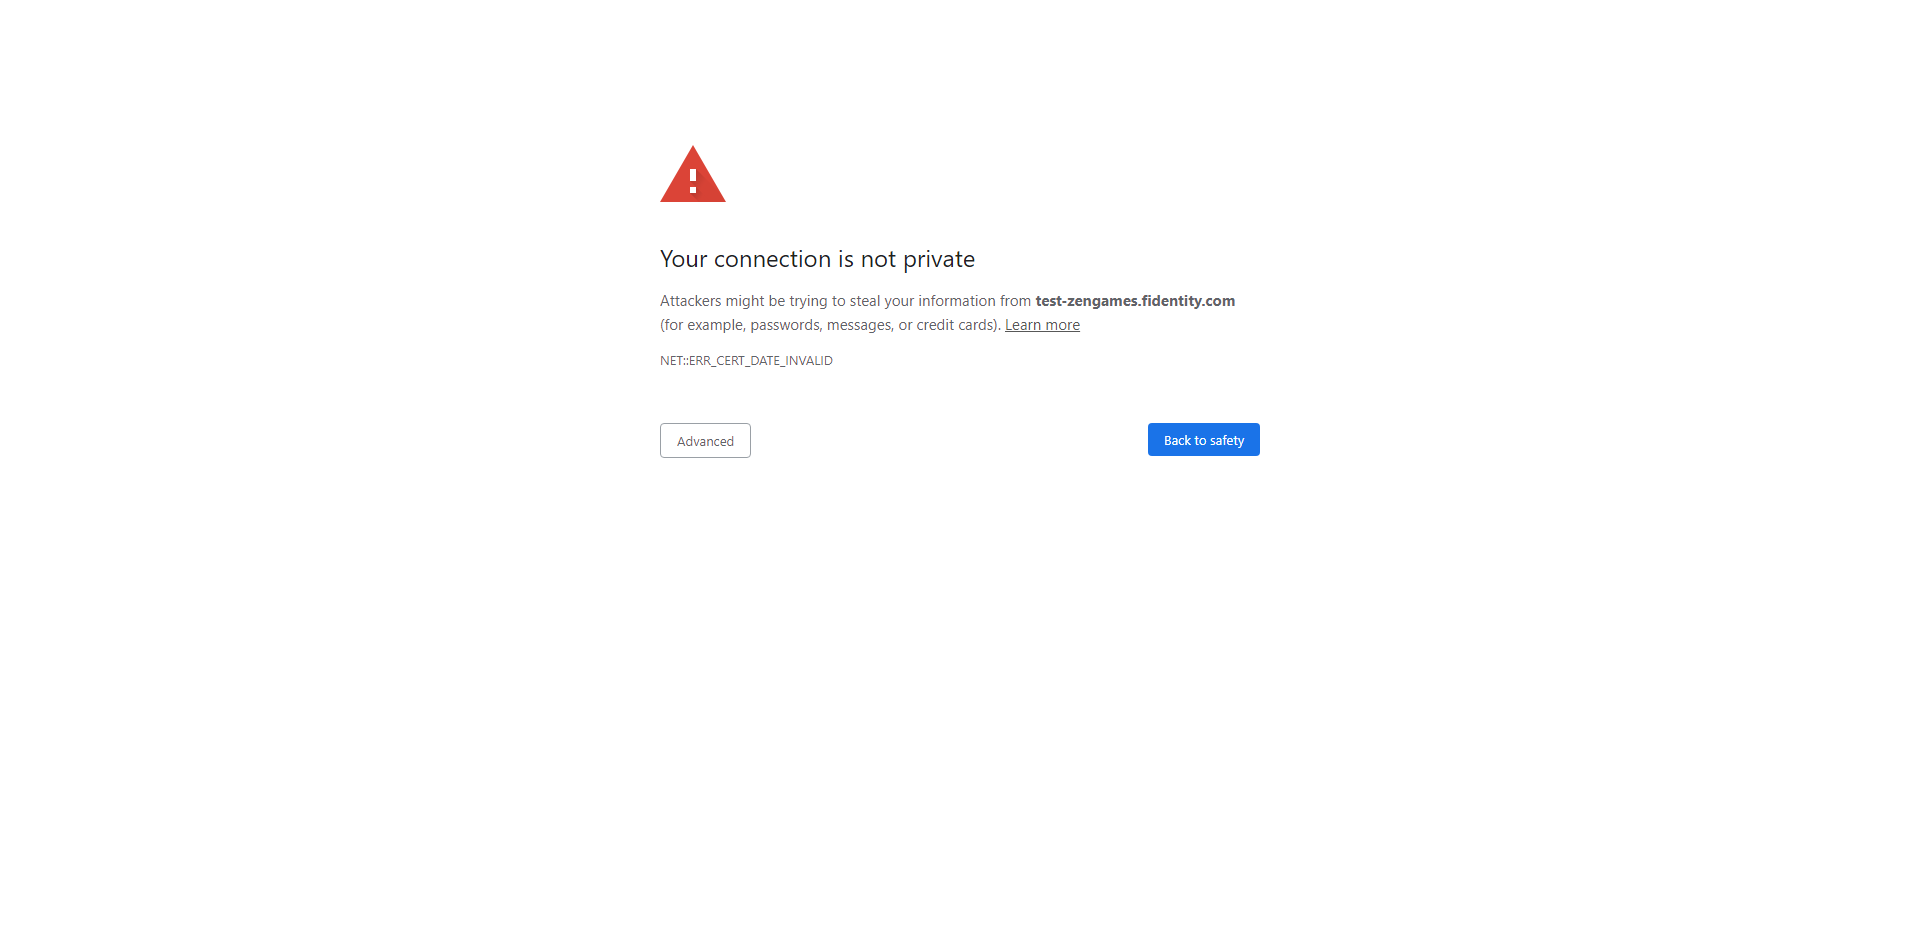 Your connection is not private
Attackers might be trying to steal your information from test-zengames.fidentity.com
(for example, passwords, messages, or credit cards). Learn more
NET::ERR_CERT_DATE_INVALID
Advanced
Back to safety